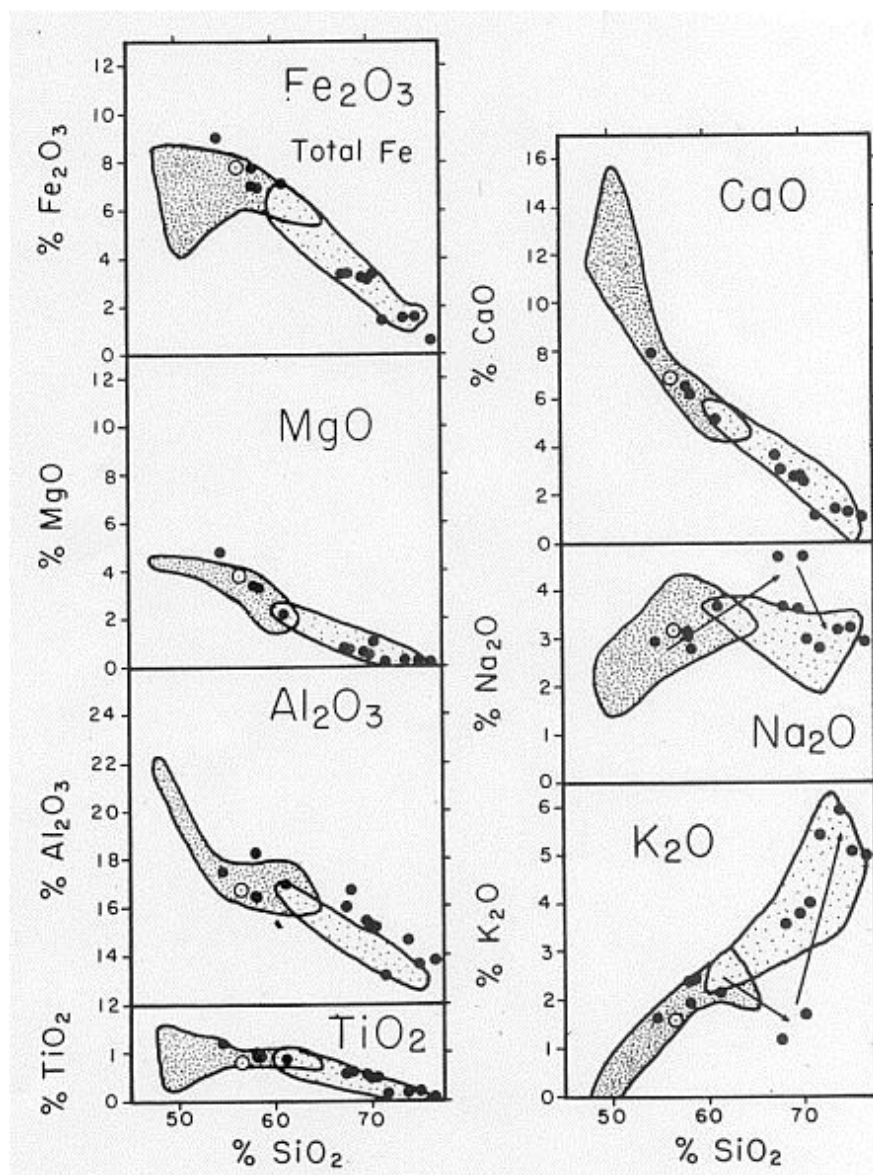 12
10
8
6
4
2
0
% Fe₂O₃
Fe₂O₃
Total Fe
12
10
8
6
4
2
0
% MgO
MgO
24
22
20
18
16
14
12
% Al₂O₃
Al₂O₃
1
0
% TiO₂
TiO₂
50 60 70
% SiO₂
16
14
12
10
8
6
4
2
0
% CaO
CaO
4
3
2
1
0
% Na₂O
Na₂O
6
5
4
3
2
1
0
% K₂O
K₂O
50 60 70
% SiO₂